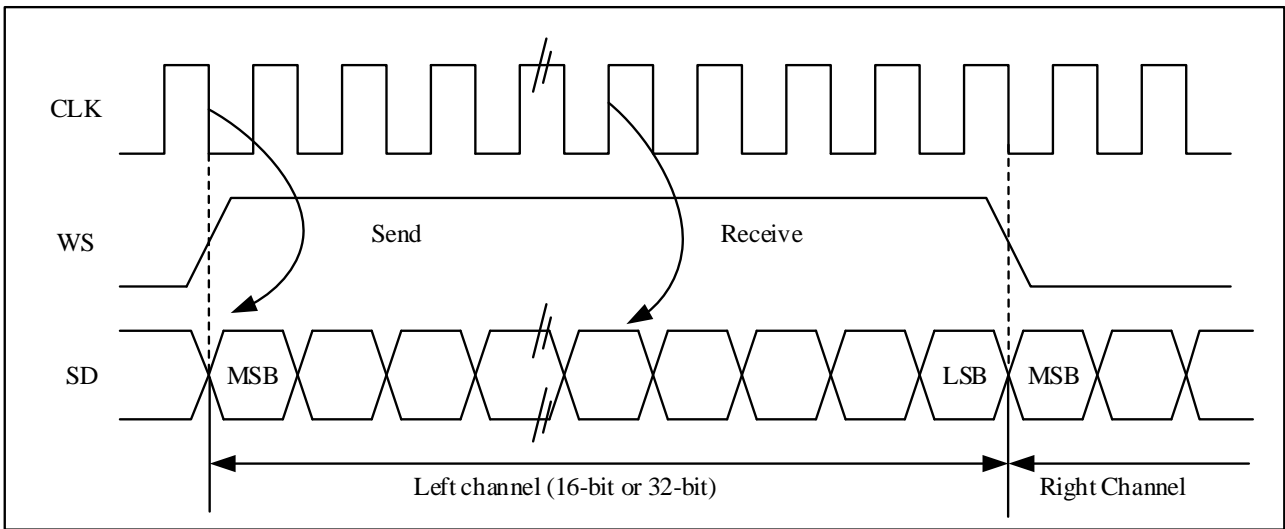 CLK
WS
Send
Receive
SD
MSB
LSB
MSB
Left channel (16-bit or 32-bit)
Right Channel